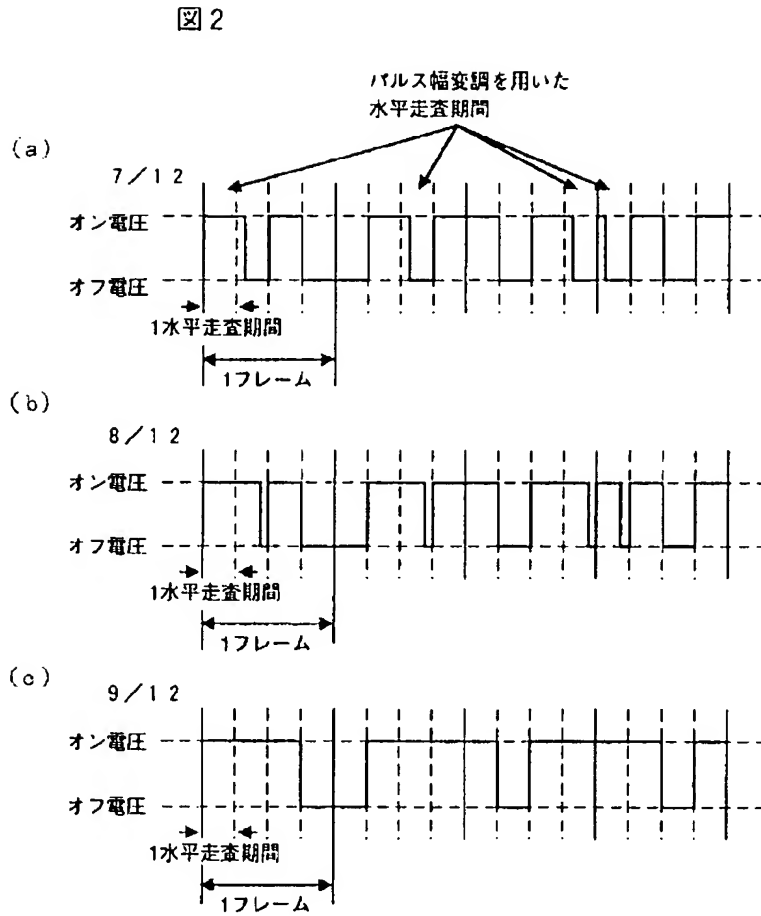 図2
パルス幅変調を用いた
水平走査期間
(a)
7/12
オン電圧
オフ電圧
1水平走査期間
1フレーム
(b)
8/12
オン電圧
オフ電圧
1水平走査期間
1フレーム
(c)
9/12
オン電圧
オフ電圧
1水平走査期間
1フレーム